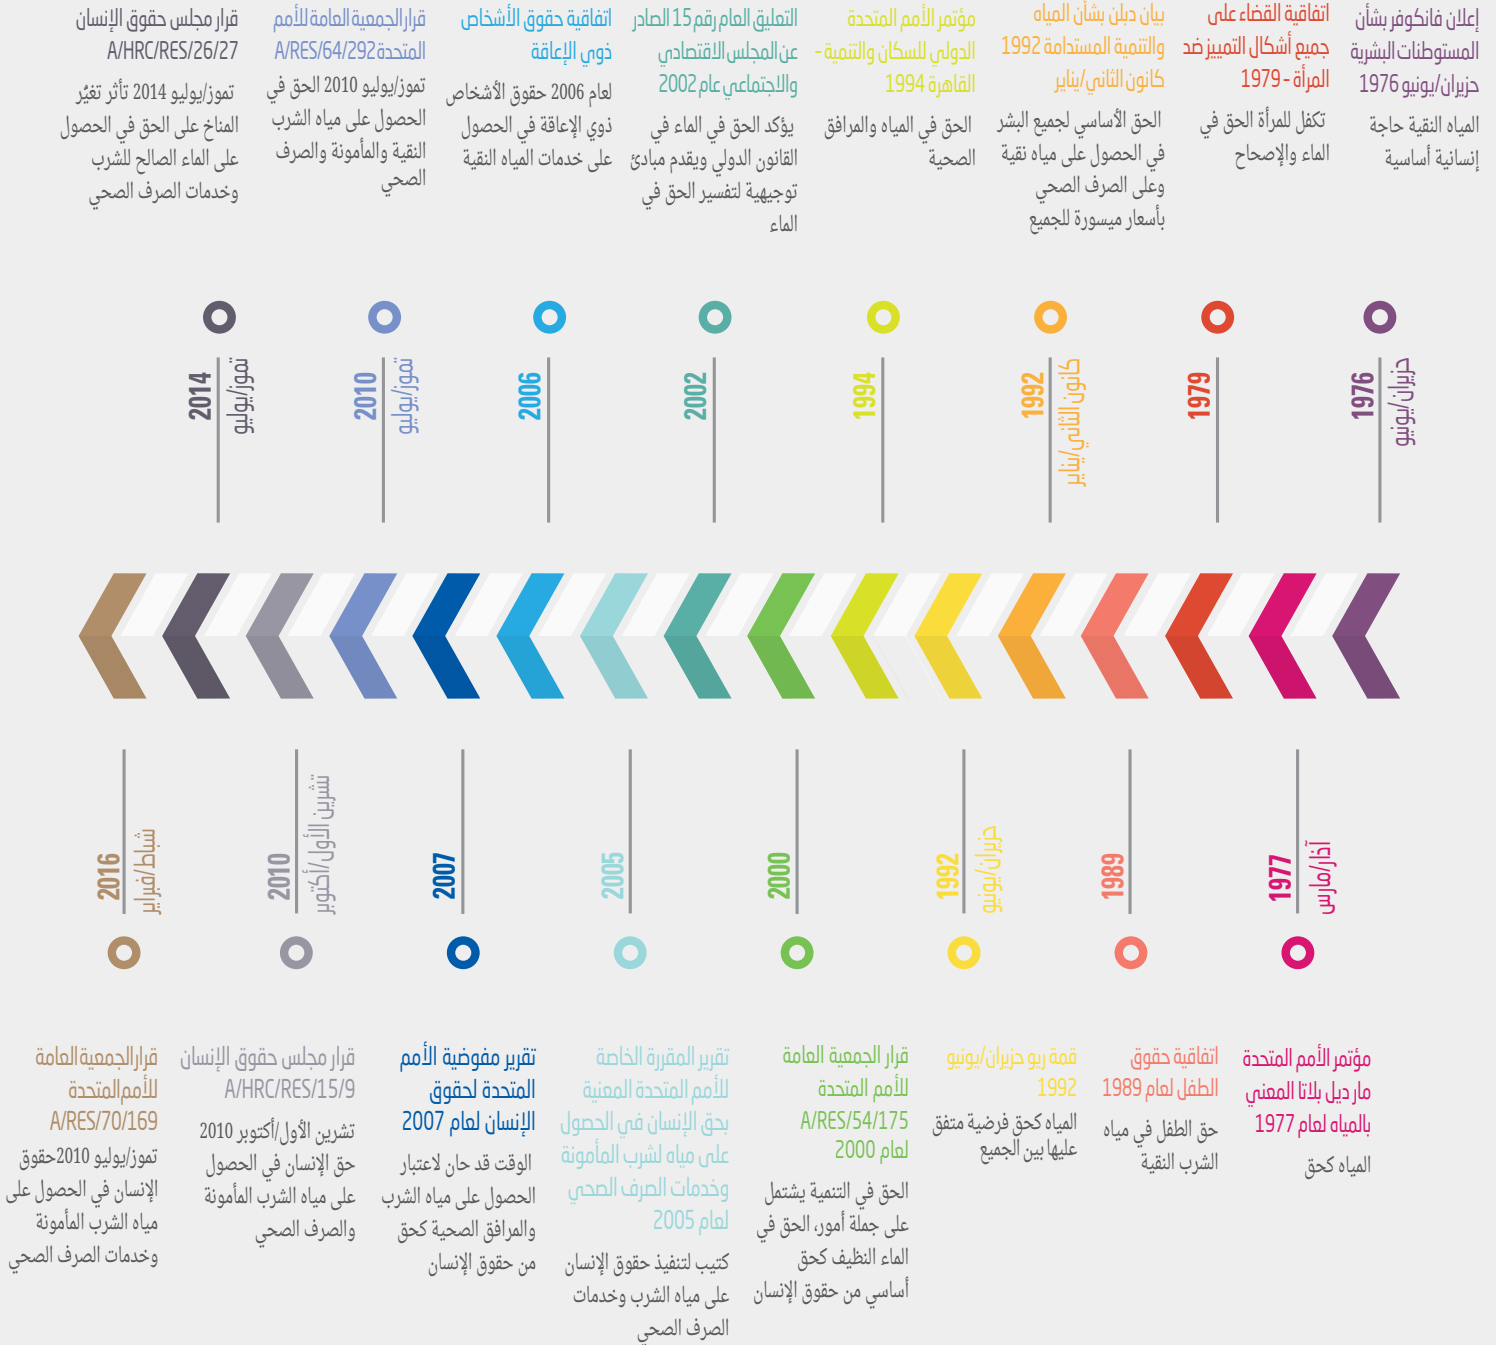 إعلان فانكوفر بشأن
المستوطنات البشرية
حزيران/يونيو 1976
المياه النقية حاجة
إنسانية أساسية
اتفاقية القضاء على
جميع أشكال التمييز ضد
المرأة - 1979
تكفل للمرأة الحق في
الماء والإصحاح
بيان دبلن بشأن المياه
والتنمية المستدامة 1992
كانون الثاني/يناير
الحق الأساسي لجميع البشر
في الحصول على مياه نقية
وعلى الصرف الصحي
بأسعار ميسورة للجميع
مؤتمر الأمم المتحدة
الدولي للسكان والتنمية -
القاهرة 1994
الحق في المياه والمرافق
الصحية
التعليق العام رقم 15 الصادر
عن المجلس الاقتصادي
والاجتماعي عام 2002
يؤكد الحق في الماء في
القانون الدولي ويقدم مبادئ
توجيهية لتفسير الحق في
الماء
اتفاقية حقوق الأشخاص
ذوي الإعاقة
لعام 2006 حقوق الأشخاص
ذوي الإعاقة في الحصول
على خدمات المياه النقية
قرار الجمعية العامة للأمم
المتحدة A/RES/64/292
تموز/يوليو 2010 الحق في
الحصول على مياه الشرب
النقية والمأمونة والصرف
الصحي
قرار مجلس حقوق الإنسان
A/HRC/RES/26/27
تموز/يوليو 2014 تأثر تغيُر
المناخ على الحق في الحصول
على الماء الصالح للشرب
وخدمات الصرف الصحي
1976
حزيران/يونيو
1979
1992
كانون الثاني/يناير
1994
2002
2006
2010
تموز/يوليو
2014
تموز/يوليو
1977
آذار/مارس
1989
1992
حزيران/يونيو
2000
2005
2007
2010
تشرين الأول/أكتوبر
2016
شباط/فبراير
مؤتمر الأمم المتحدة
مار ديل بلاتا المعني
بالمياه لعام 1977
المياه كحق
اتفاقية حقوق
الطفل لعام 1989
حق الطفل في مياه
الشرب النقية
قمة ريو حزيران/يونيو
1992
المياه كحق فرضية متفق
عليها بين الجميع
قرار الجمعية العامة
للأمم المتحدة
A/RES/54/175
لعام 2000
الحق في التنمية يشتمل
على جملة أمور، الحق في
الماء النظيف كحق
أساسي من حقوق الإنسان
تقرير المقررة الخاصة
للأمم المتحدة المعنية
بحق الإنسان في الحصول
على مياه لشرب المأمونة
وخدمات الصرف الصحي
لعام 2005
كتيب لتنفيذ حقوق الإنسان
على مياه الشرب وخدمات
الصرف الصحي
تقرير مفوضية الأمم
المتحدة لحقوق
الإنسان لعام 2007
الوقت قد حان لاعتبار
الحصول على مياه الشرب
والمرافق الصحية كحق
من حقوق الإنسان
قرار مجلس حقوق الإنسان
A/HRC/RES/15/9
تشرين الأول/أكتوبر 2010
حق الإنسان في الحصول
على مياه الشرب المأمونة
والصرف الصحي
قرار الجمعية العامة
للأمم المتحدة
A/RES/70/169
تموز/يوليو 2010حقوق
الإنسان في الحصول على
مياه الشرب المأمونة
وخدمات الصرف الصحي